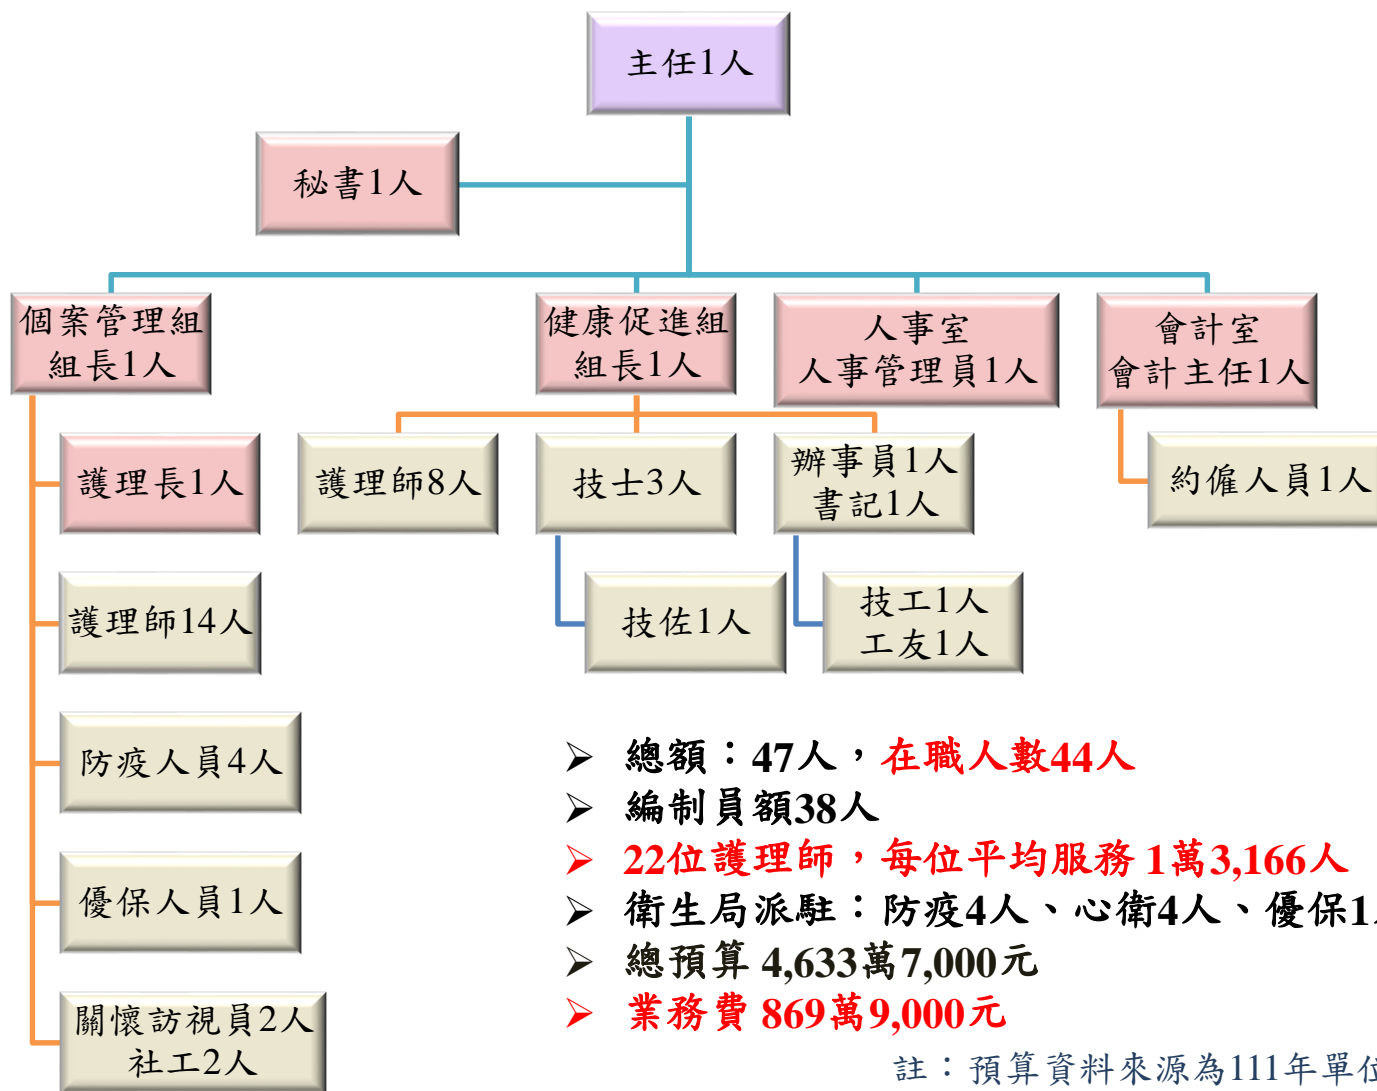 主任1人
秘書1人
個案管理組
組長1人
健康促進組
組長1人
人事室
人事管理員1人
會計室
會計主任1人
護理長1人
護理師8人
技士3人
辦事員1人
書記1人
約僱人員1人
護理師14人
技佐1人
技工1人
工友1人
防疫人員4人
優保人員1人
關懷訪視員2人
社工2人
➢ 總額：47人，在職人數44人
➢ 編制員額38人
➢ 22位護理師，每位平均服務 1萬3,166人
➢ 衛生局派駐：防疫4人、心衛4人、優保1
➢ 總預算 4,633萬7,000元
➢ 業務費 869萬9,000元
註：預算資料來源為111年單位